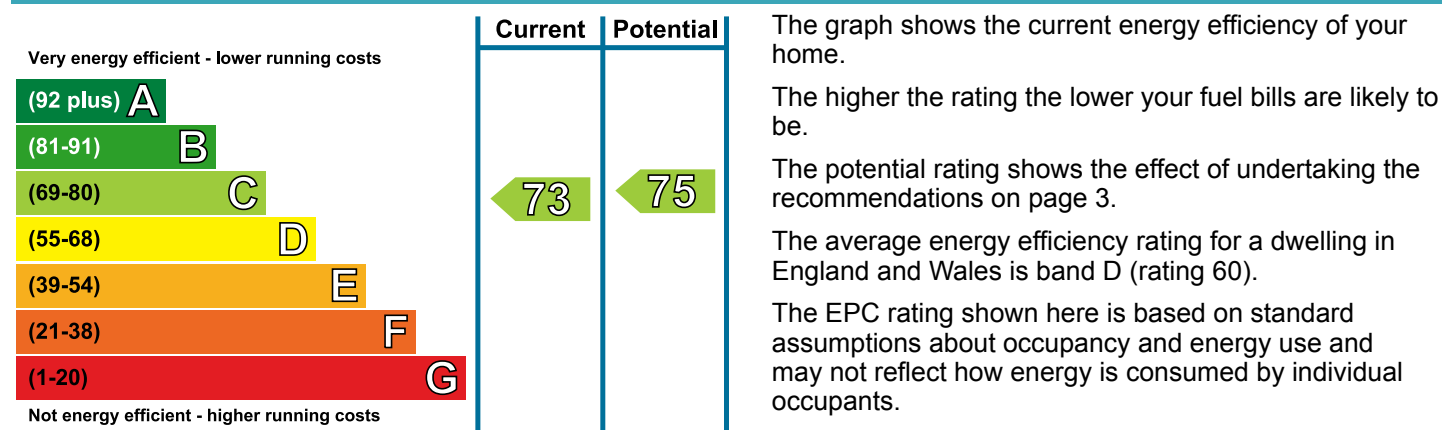 Current Potential
Very energy efficient - lower running costs
(92 plus) A
(81-91) B
(69-80) C
(55-68) D
(39-54) E
(21-38) F
(1-20) G
Not energy efficient - higher running costs
73 75
The graph shows the current energy efficiency of your
home.
The higher the rating the lower your fuel bills are likely to
be.
The potential rating shows the effect of undertaking the
recommendations on page 3.
The average energy efficiency rating for a dwelling in
England and Wales is band D (rating 60).
The EPC rating shown here is based on standard
assumptions about occupancy and energy use and
may not reflect how energy is consumed by individual
occupants.